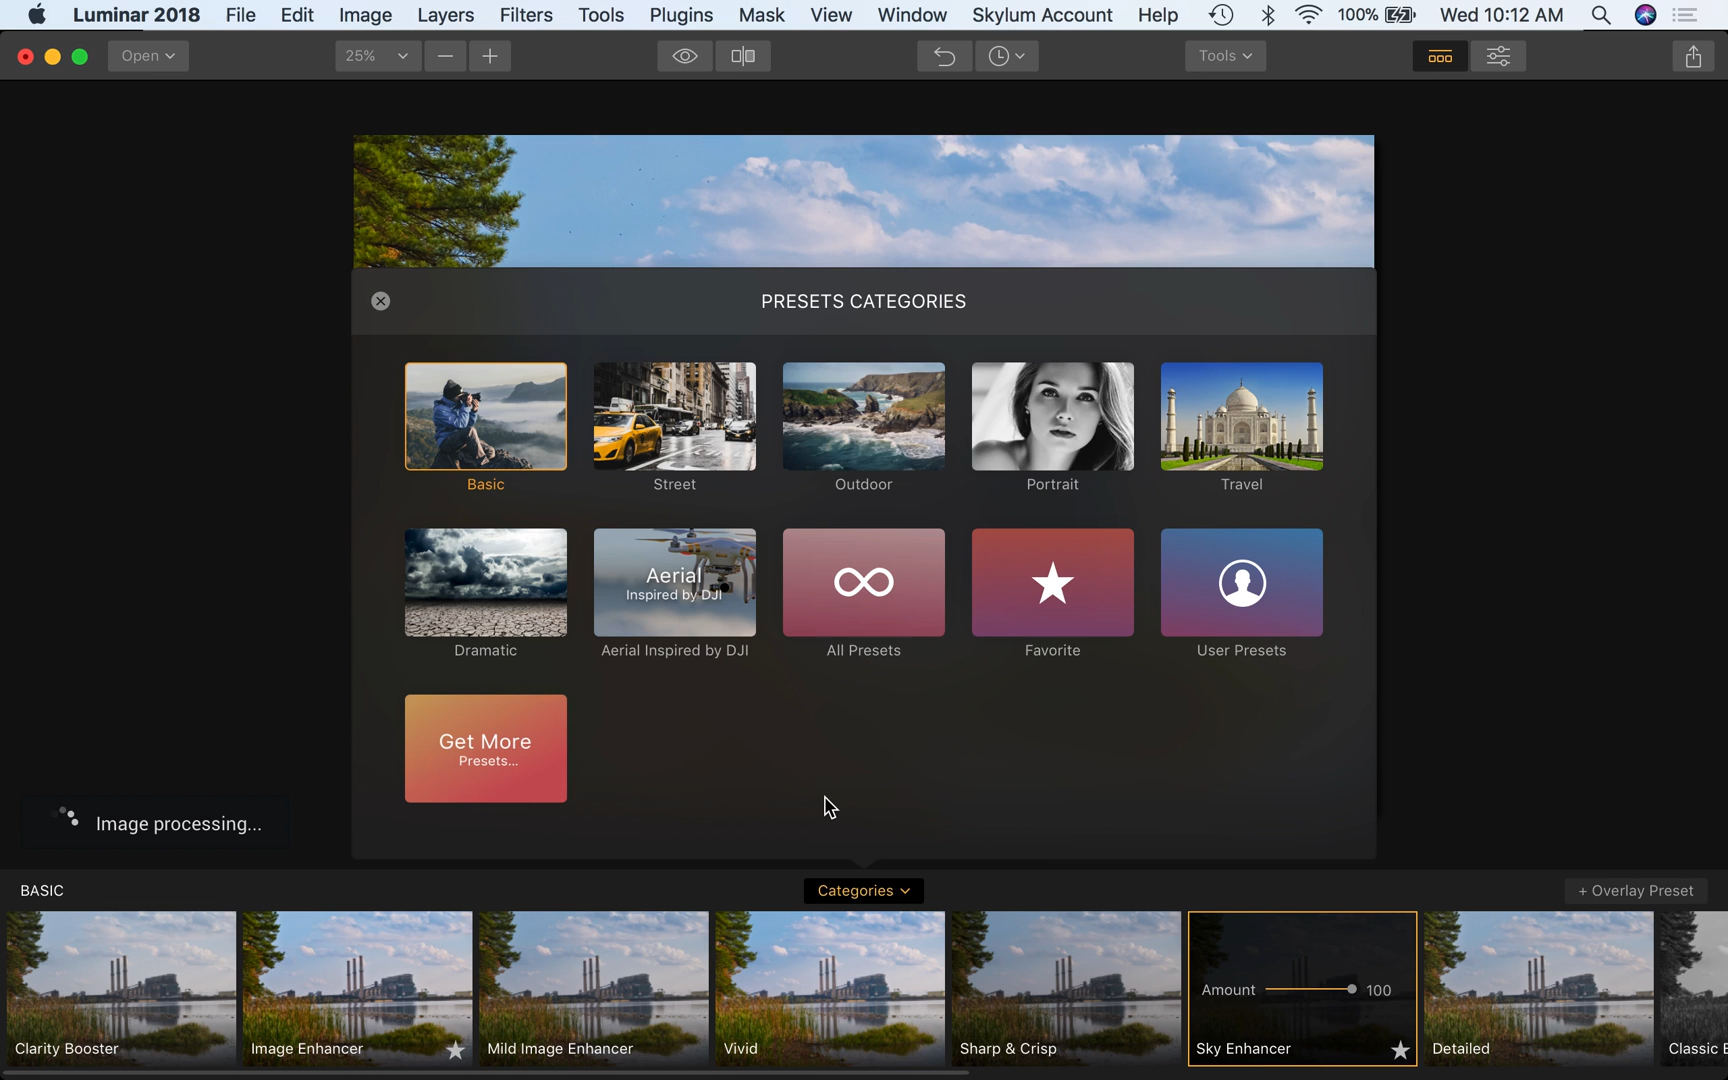 Luminar 2018 File Edit Image Layers Filters Tools Plugins Mask View Window Skylum Account Help 100% Wed 10:12 AM
Open 25% Tools
PRESETS CATEGORIES
Basic Street Outdoor Portrait Travel
Aerial
Inspired by DJI
Dramatic Aerial Inspired by DJI All Presets Favorite User Presets
Get More
Presets...
Image processing...
BASIC Categories + Overlay Preset
Amount 100
Clarity Booster Image Enhancer Mild Image Enhancer Vivid Sharp & Crisp Sky Enhancer Detailed Classic